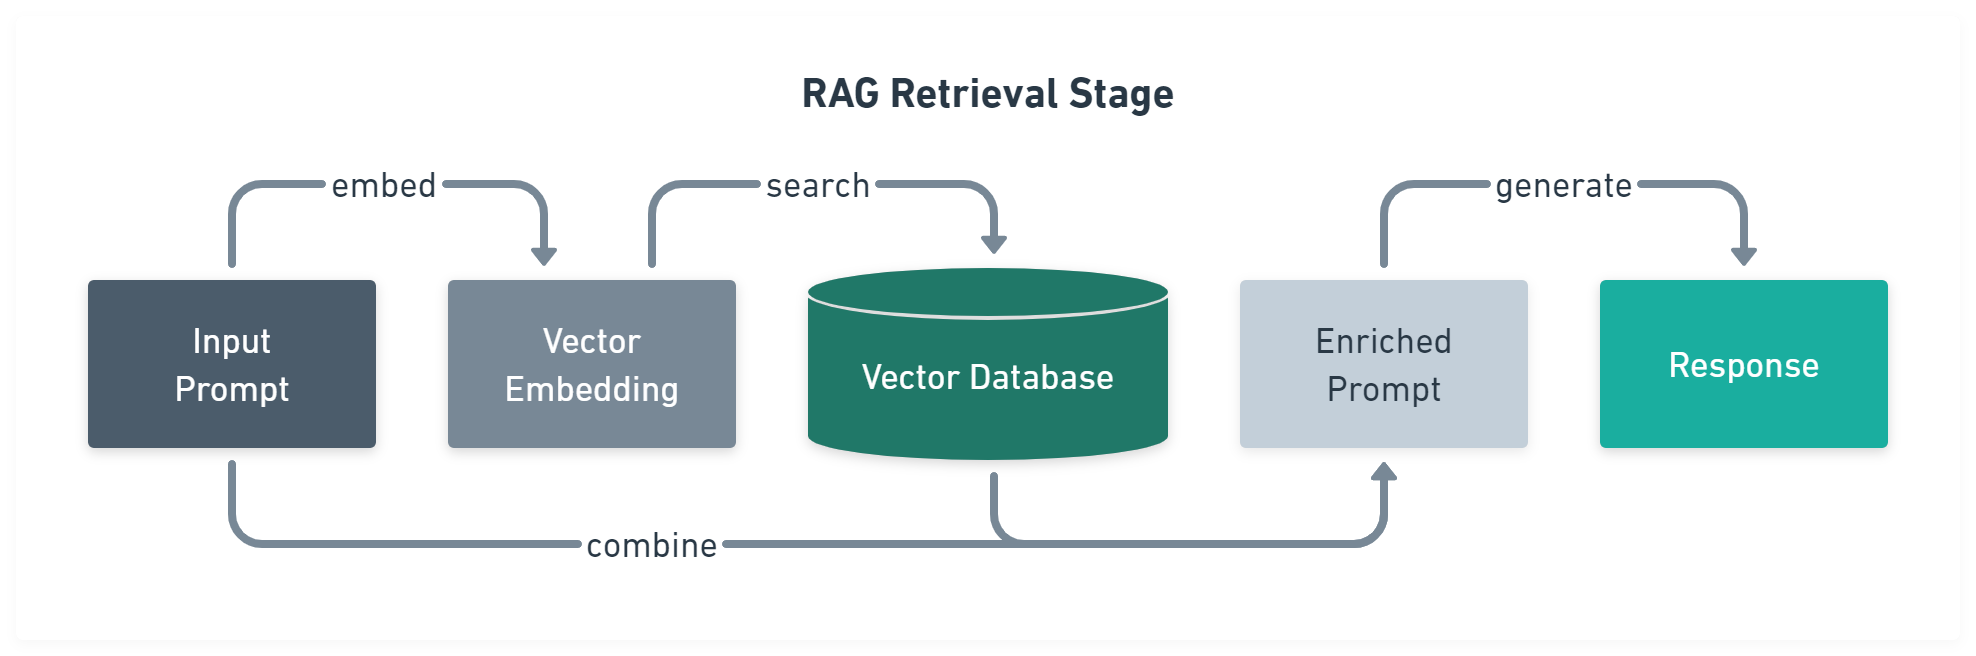 RAG Retrieval Stage
embed
search
generate
Input
Prompt
Vector
Embedding
Vector Database
Enriched
Prompt
Response
combine